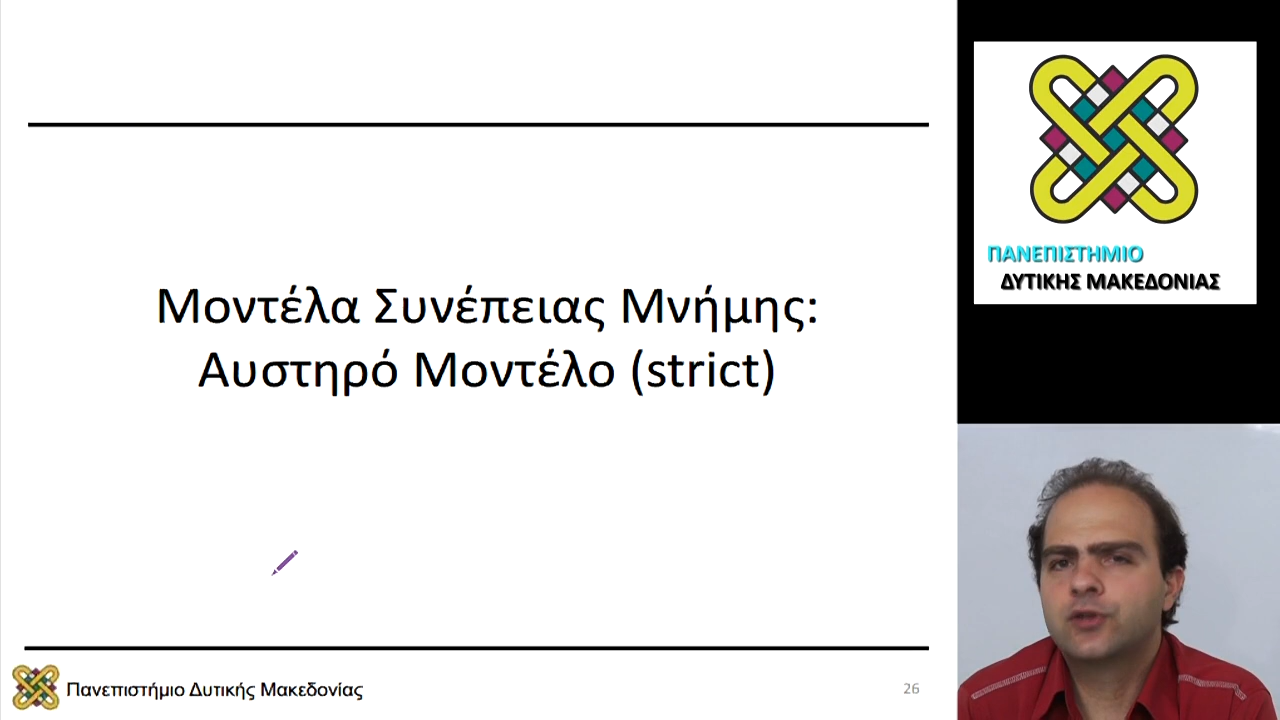 Μοντέλα Συνέπειας Μνήμης:
Αυστηρό Μοντέλο (strict)
Πανεπιστήμιο Δυτικής Μακεδονίας
26
ΠΑΝΕΠΙΣΤΗΜΙΟ
ΔΥΤΙΚΗΣ ΜΑΚΕΔΟΝΙΑΣ